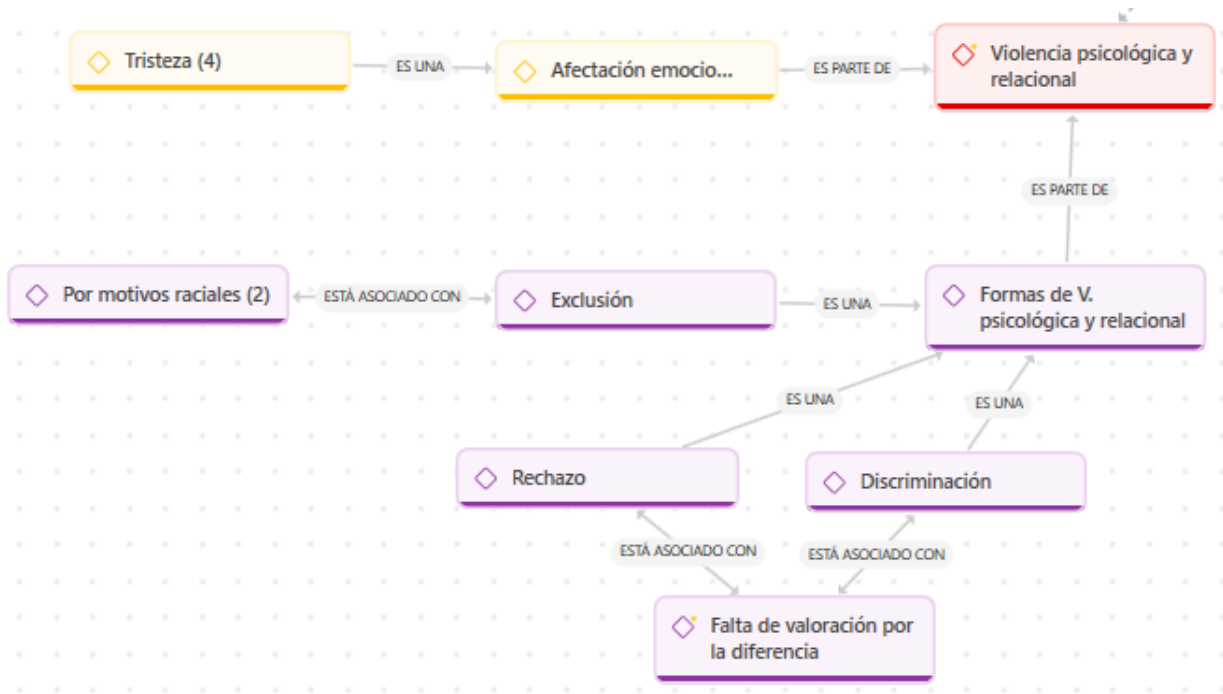 Tristeza (4)
ES UNA
Afectación emocio...
ES PARTE DE
Violencia psicológica y
relacional
ES PARTE DE
Por motivos raciales (2)
ESTÁ ASOCIADO CON
Exclusión
ES UNA
Formas de V.
psicológica y relacional
ES UNA
ES UNA
Rechazo
Discriminación
ESTÁ ASOCIADO CON
ESTÁ ASOCIADO CON
Falta de valoración por
la diferencia